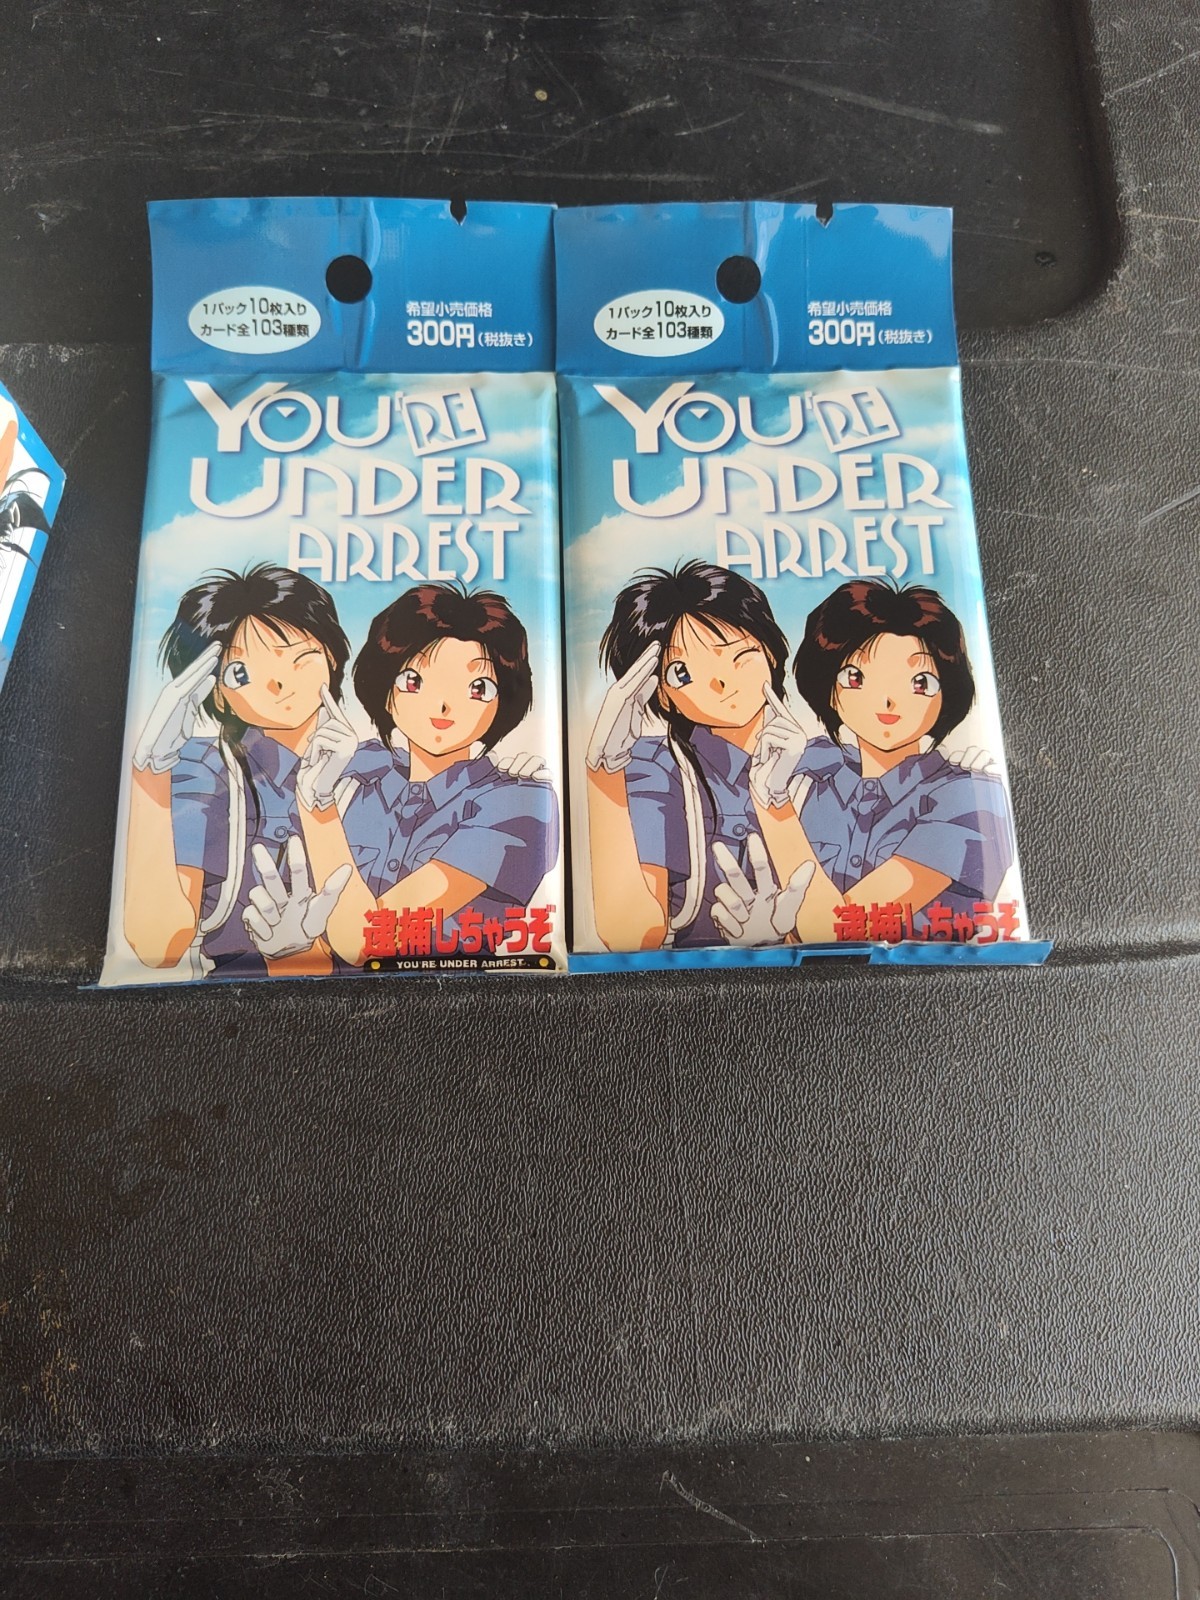 1パック10枚入り
カード全103種類
希望小売価格
300円(税抜き)
YOU'RE
UNDER
ARREST
逮捕しちゃうぞ
YOU'RE UNDER ARREST.
1パック10枚入り
カード全103種類
希望小売価格
300円(税抜き)
YOU'RE
UNDER
ARREST
逮捕しちゃうぞ